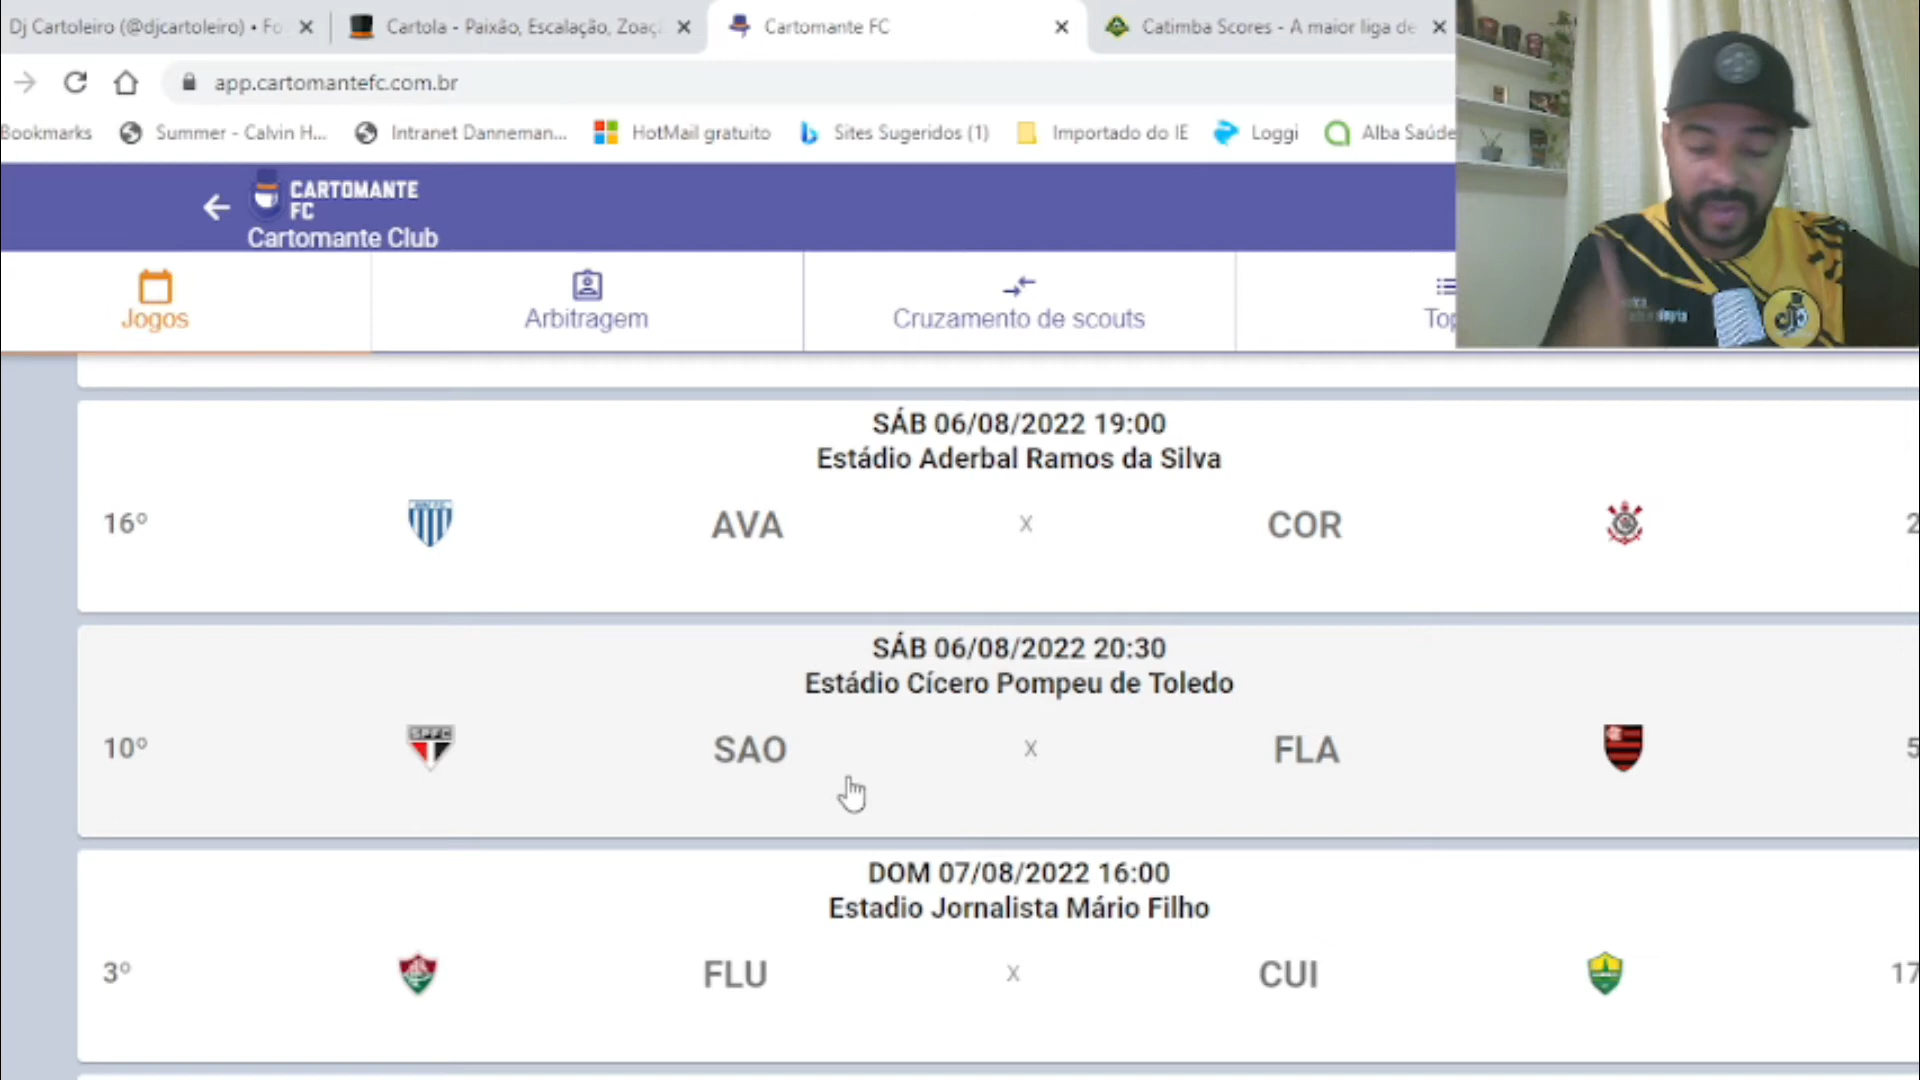 Dj Cartoleiro (@djcartoleiro) • Fo
Cartola - Paixão, Escalação, Zoaç
Cartomante FC
Catimba Scores - A maior liga de
app.cartomantefc.com.br
Bookmarks
Summer - Calvin H...
Intranet Danneman...
HotMail gratuito
Sites Sugeridos (1)
Importado do IE
Loggi
Alba Saúde
CARTOMANTE
FC
Cartomante Club
Jogos
Arbitragem
Cruzamento de scouts
Top
SÁB 06/08/2022 19:00
Estádio Aderbal Ramos da Silva
16º AVA x COR 2
SÁB 06/08/2022 20:30
Estádio Cícero Pompeu de Toledo
10º SPFC SAO x FLA 5
DOM 07/08/2022 16:00
Estadio Jornalista Mário Filho
3º FLU x CUI 17